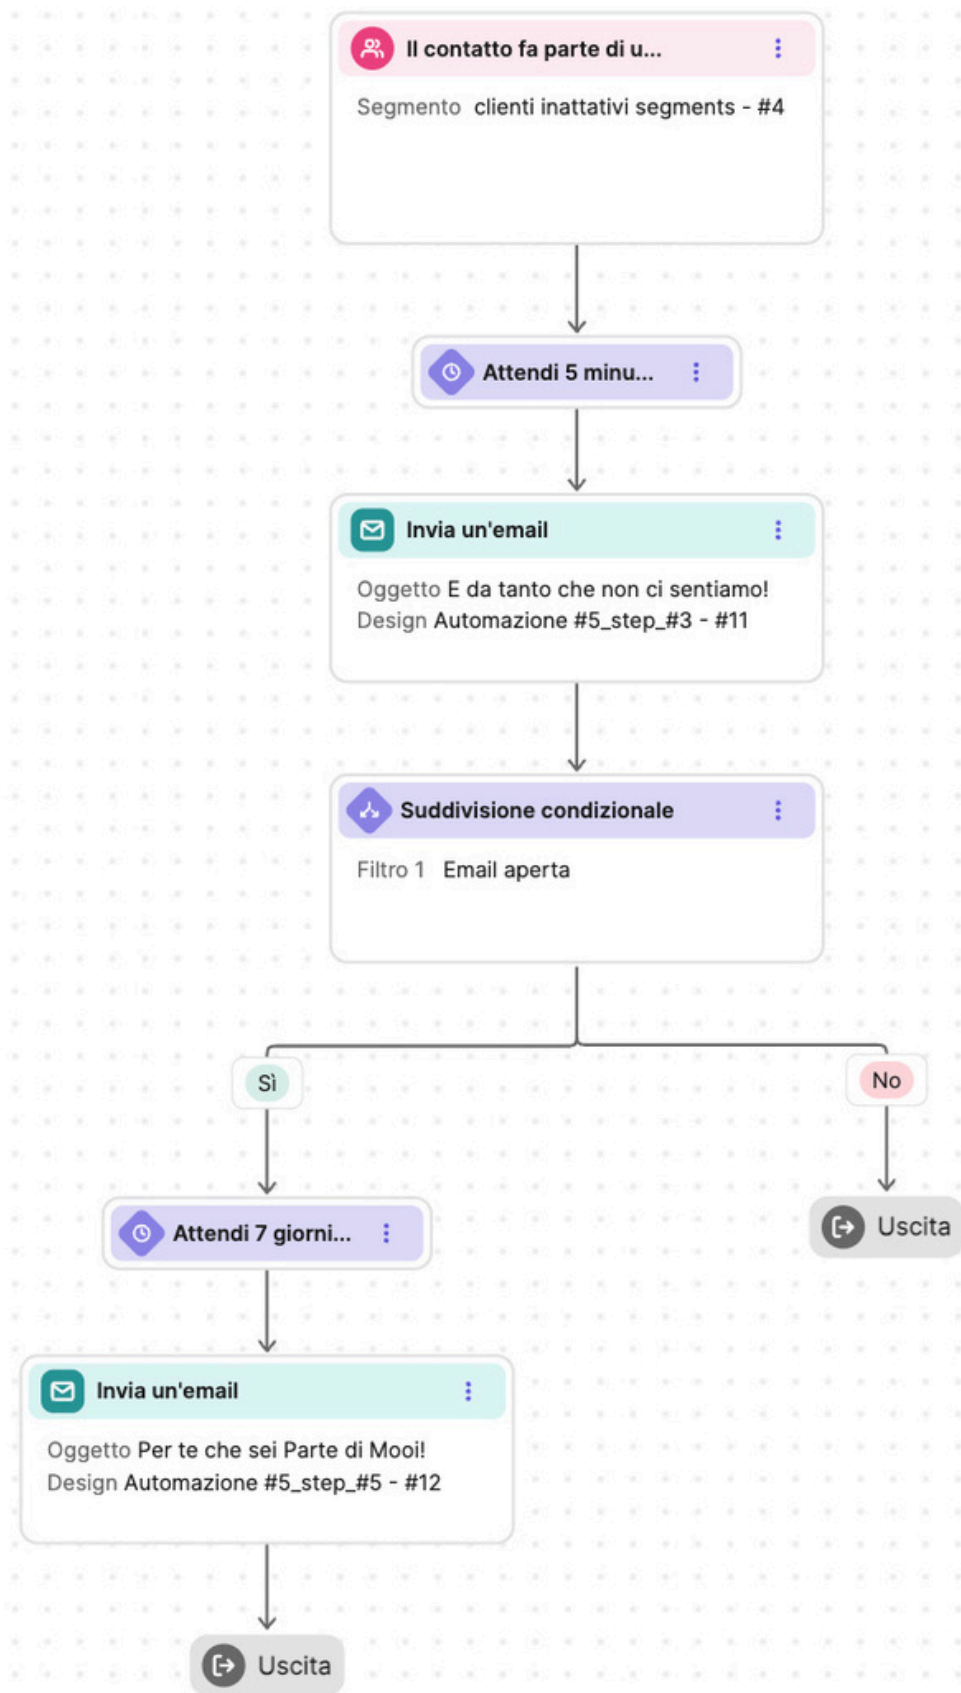 Il contatto fa parte di u...
Segmento clienti inattativi segments - #4
Attendi 5 minu...
Invia un'email
Oggetto E da tanto che non ci sentiamo!
Design Automazione #5_step_#3 - #11
Suddivisione condizionale
Filtro 1 Email aperta
Sì
No
Attendi 7 giorni...
Uscita
Invia un'email
Oggetto Per te che sei Parte di Mooi!
Design Automazione #5_step_#5 - #12
Uscita